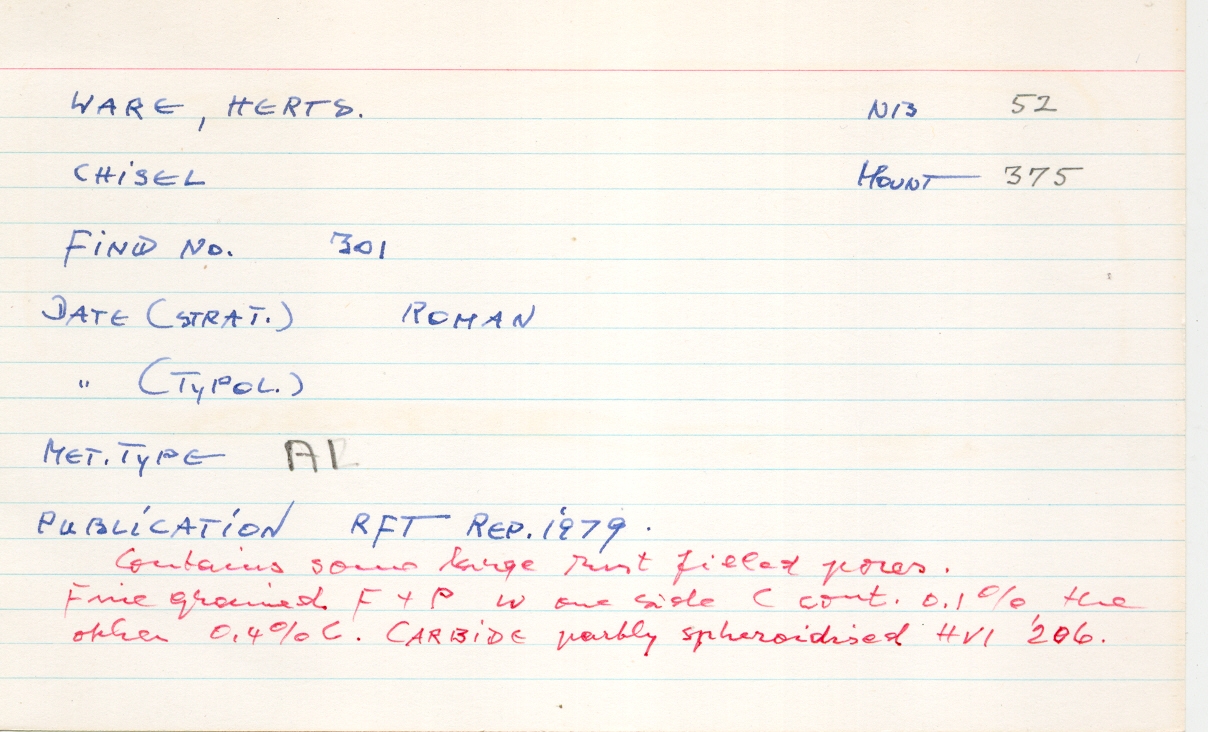 WARE, HERTS. NB 52
CHISEL MOUNT 375
FIND No. 301
DATE (STRAT.) ROMAN
" (TYPOL.)
MET. TYPE A1
PUBLICATION RFT REP. 1979.
Contains some large rust filled pores.
Fine grained F + P w one side C cont. 0.1% the
other 0.4% C. CARBIDE partly spheroidised HV1 206.